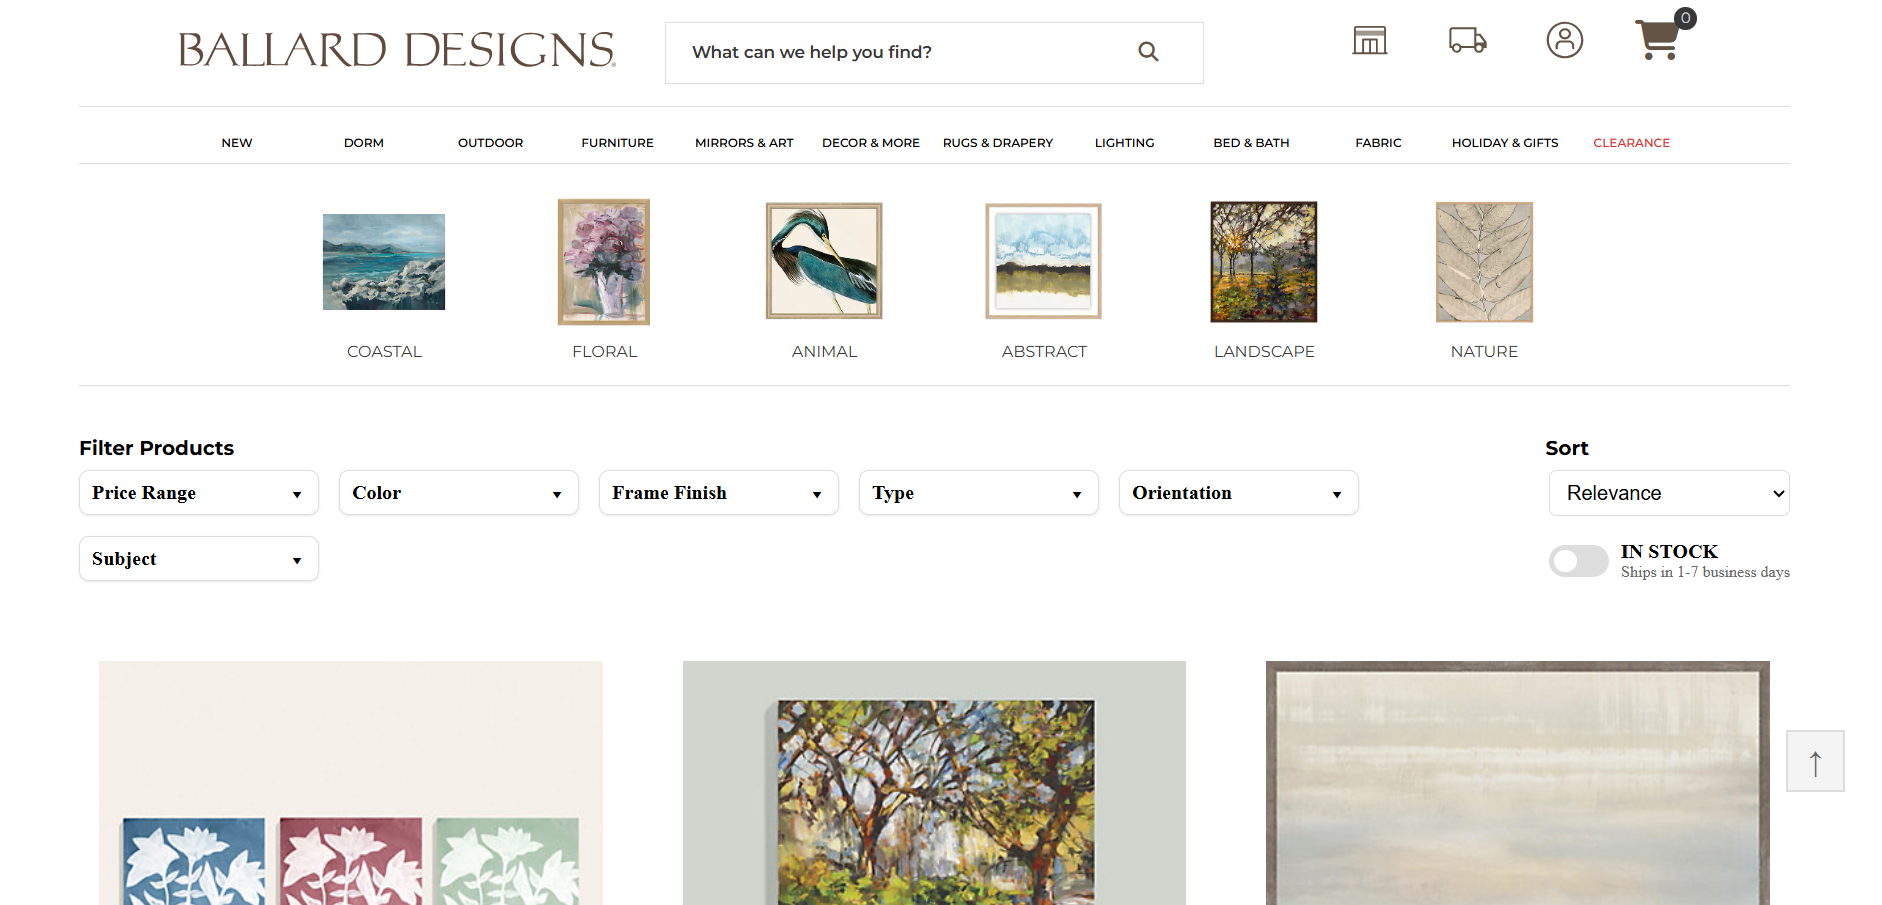 BALLARD DESIGNS
What can we help you find?
0
NEW DORM OUTDOOR FURNITURE MIRRORS & ART DECOR & MORE RUGS & DRAPERY LIGHTING BED & BATH FABRIC HOLIDAY & GIFTS CLEARANCE
COASTAL FLORAL ANIMAL ABSTRACT LANDSCAPE NATURE
Filter Products Sort
Price Range Color Frame Finish Type Orientation Relevance
Subject IN STOCK
Ships in 1-7 business days